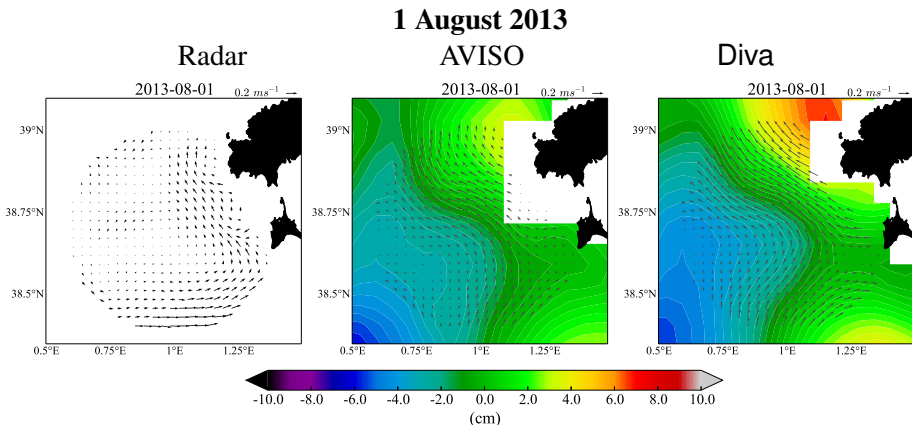 1 August 2013
Radar AVISO Diva
2013-08-01 0.2 ms⁻¹ 2013-08-01 0.2 ms⁻¹ 2013-08-01 0.2 ms⁻¹
39°N 39°N 39°N
38.75°N 38.75°N 38.75°N
38.5°N 38.5°N 38.5°N
0.5°E 0.75°E 1°E 1.25°E 0.5°E 0.75°E 1°E 1.25°E 0.5°E 0.75°E 1°E 1.25°E
-10.0 -8.0 -6.0 -4.0 -2.0 0.0 2.0 4.0 6.0 8.0 10.0
(cm)